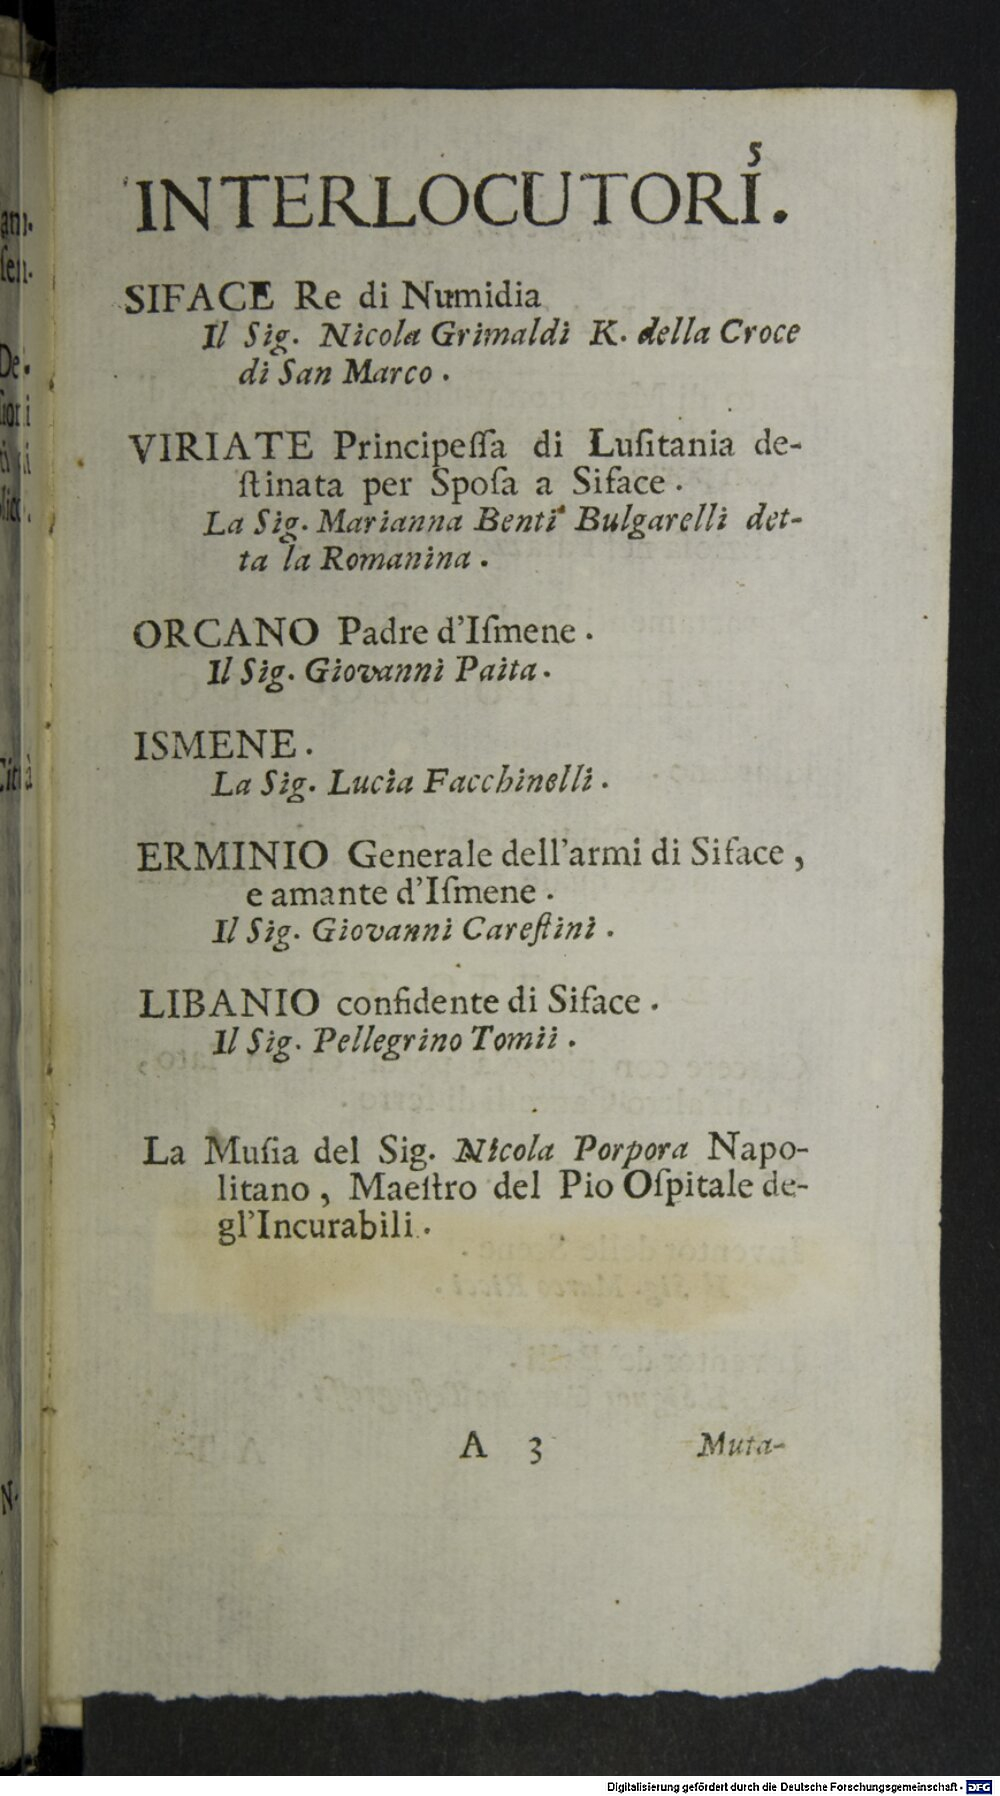 5
INTERLOCUTORI.
SIFACE Re di Numidia
Il Sig. Nicola Grimaldi K. della Croce
di San Marco.
VIRIATE Principeſſa di Luſitania de-
ſtinata per Spoſa a Siface.
La Sig. Marianna Benti Bulgarelli det-
ta la Romanina.
ORCANO Padre d'Iſmene.
Il Sig. Giovanni Paita.
ISMENE.
La Sig. Lucia Facchinelli.
ERMINIO Generale dell'armi di Siface,
e amante d'Iſmene.
Il Sig. Giovanni Careſtini.
LIBANIO confidente di Siface.
Il Sig. Pellegrino Tomii.
La Muſia del Sig. Nicola Porpora Napo-
litano, Maeſtro del Pio Oſpitale de-
gl'Incurabili.
A 3 Muta-
Digitalisierung gefördert durch die Deutsche Forschungsgemeinschaft - DFG